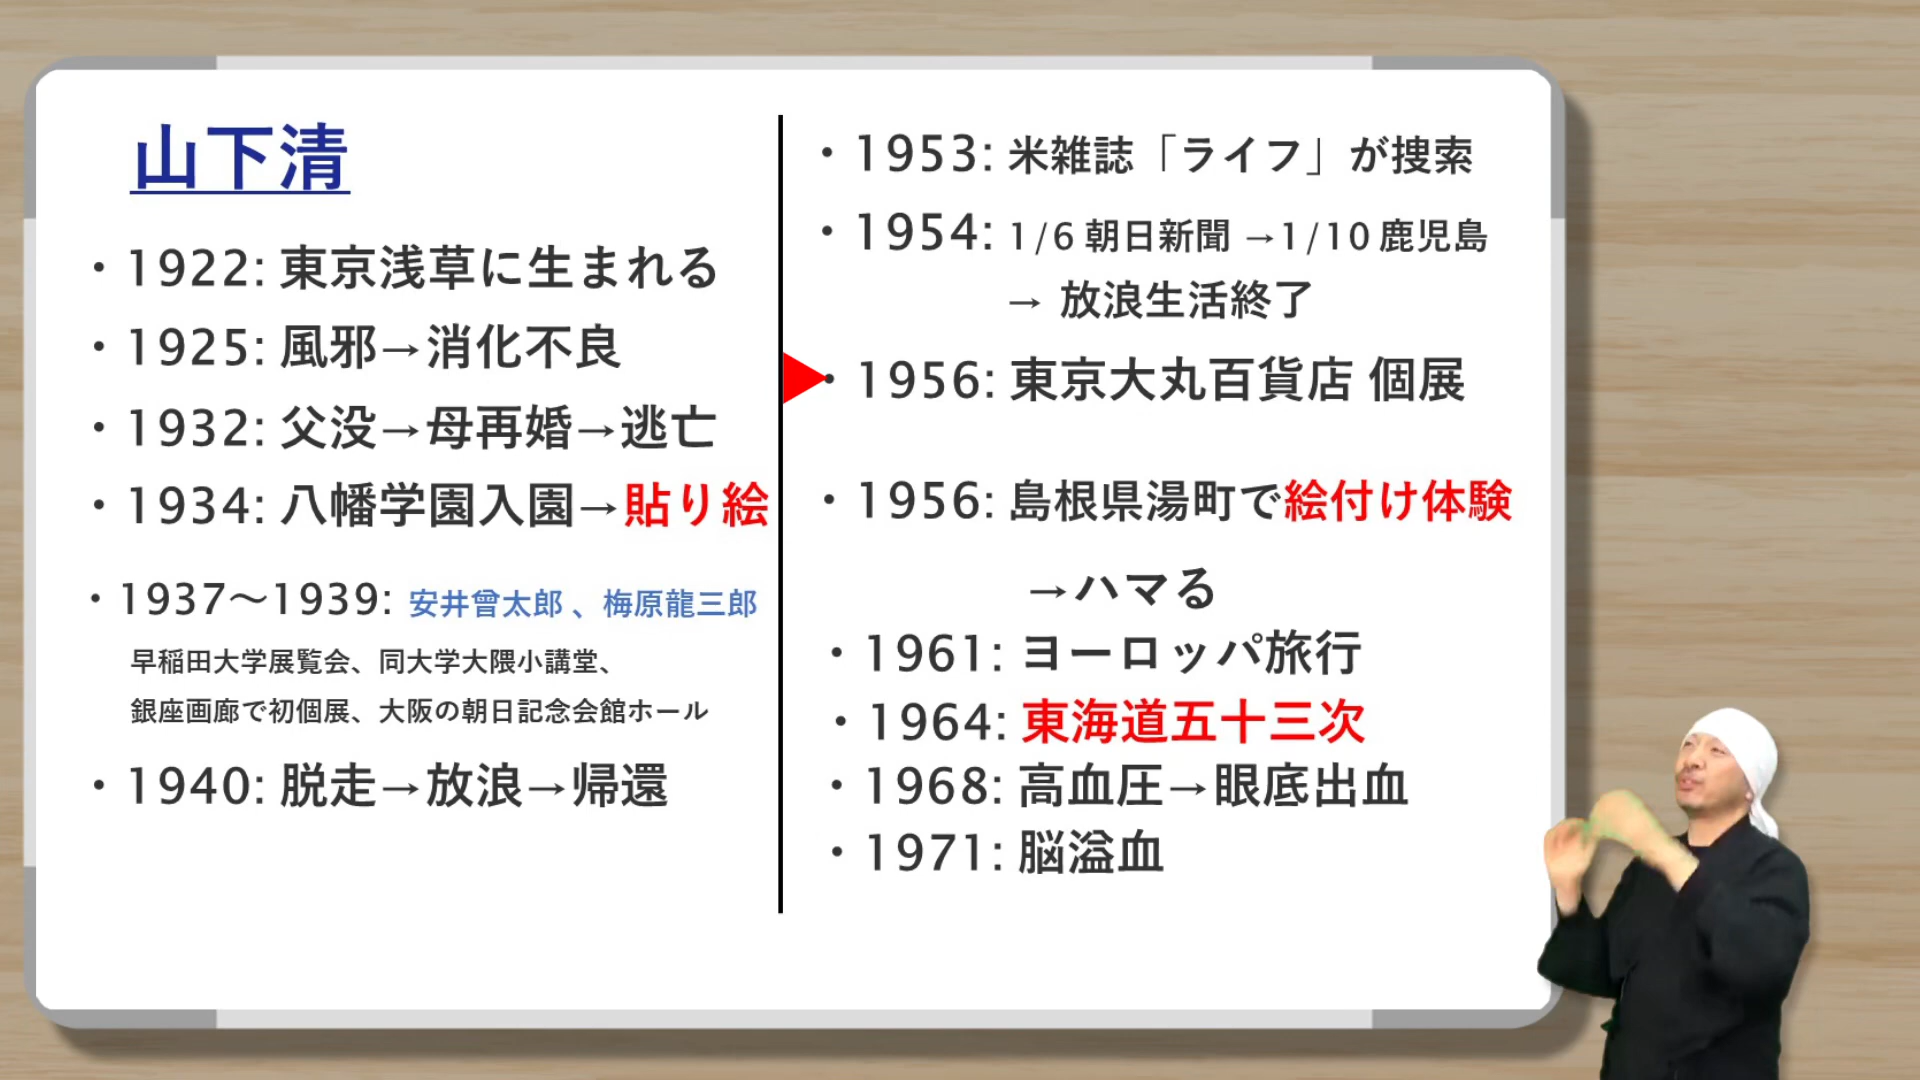 山下清
・1922: 東京浅草に生まれる
・1925: 風邪→消化不良
・1932: 父没→母再婚→逃亡
・1934: 八幡学園入園→貼り絵
・1937〜1939: 安井曾太郎 、梅原龍三郎
早稲田大学展覧会、同大学大隈小講堂、
銀座画廊で初個展、大阪の朝日記念会館ホール
・1940: 脱走→放浪→帰還
・1953: 米雑誌「ライフ」が捜索
・1954: 1/6 朝日新聞 →1/10 鹿児島
→ 放浪生活終了
・1956: 東京大丸百貨店 個展
・1956: 島根県湯町で絵付け体験
→ハマる
・1961: ヨーロッパ旅行
・1964: 東海道五十三次
・1968: 高血圧→眼底出血
・1971: 脳溢血